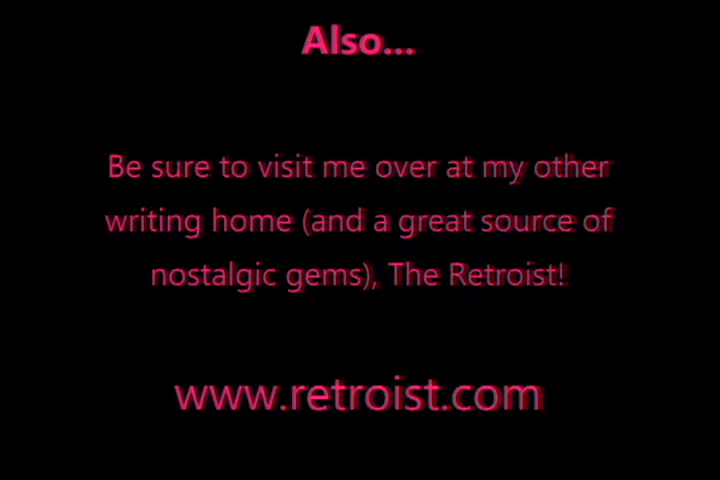 Also...
Be sure to visit me over at my other
writing home (and a great source of
nostalgic gems), The Retroist!
www.retroist.com